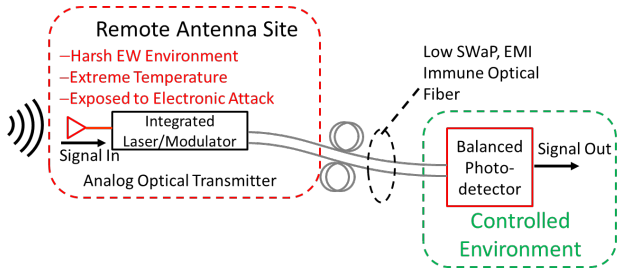 Remote Antenna Site
–Harsh EW Environment
–Extreme Temperature
–Exposed to Electronic Attack
Integrated
Laser/Modulator
Signal In
Analog Optical Transmitter
Low SWaP, EMI
Immune Optical
Fiber
Balanced
Photo-
detector
Signal Out
Controlled
Environment